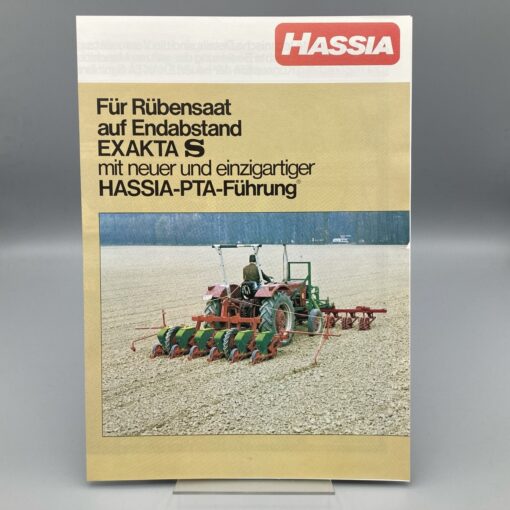 HASSIA
Für Rübensaat
auf Endabstand
EXAKTA S
mit neuer und einzigartiger
HASSIA-PTA-Führung®